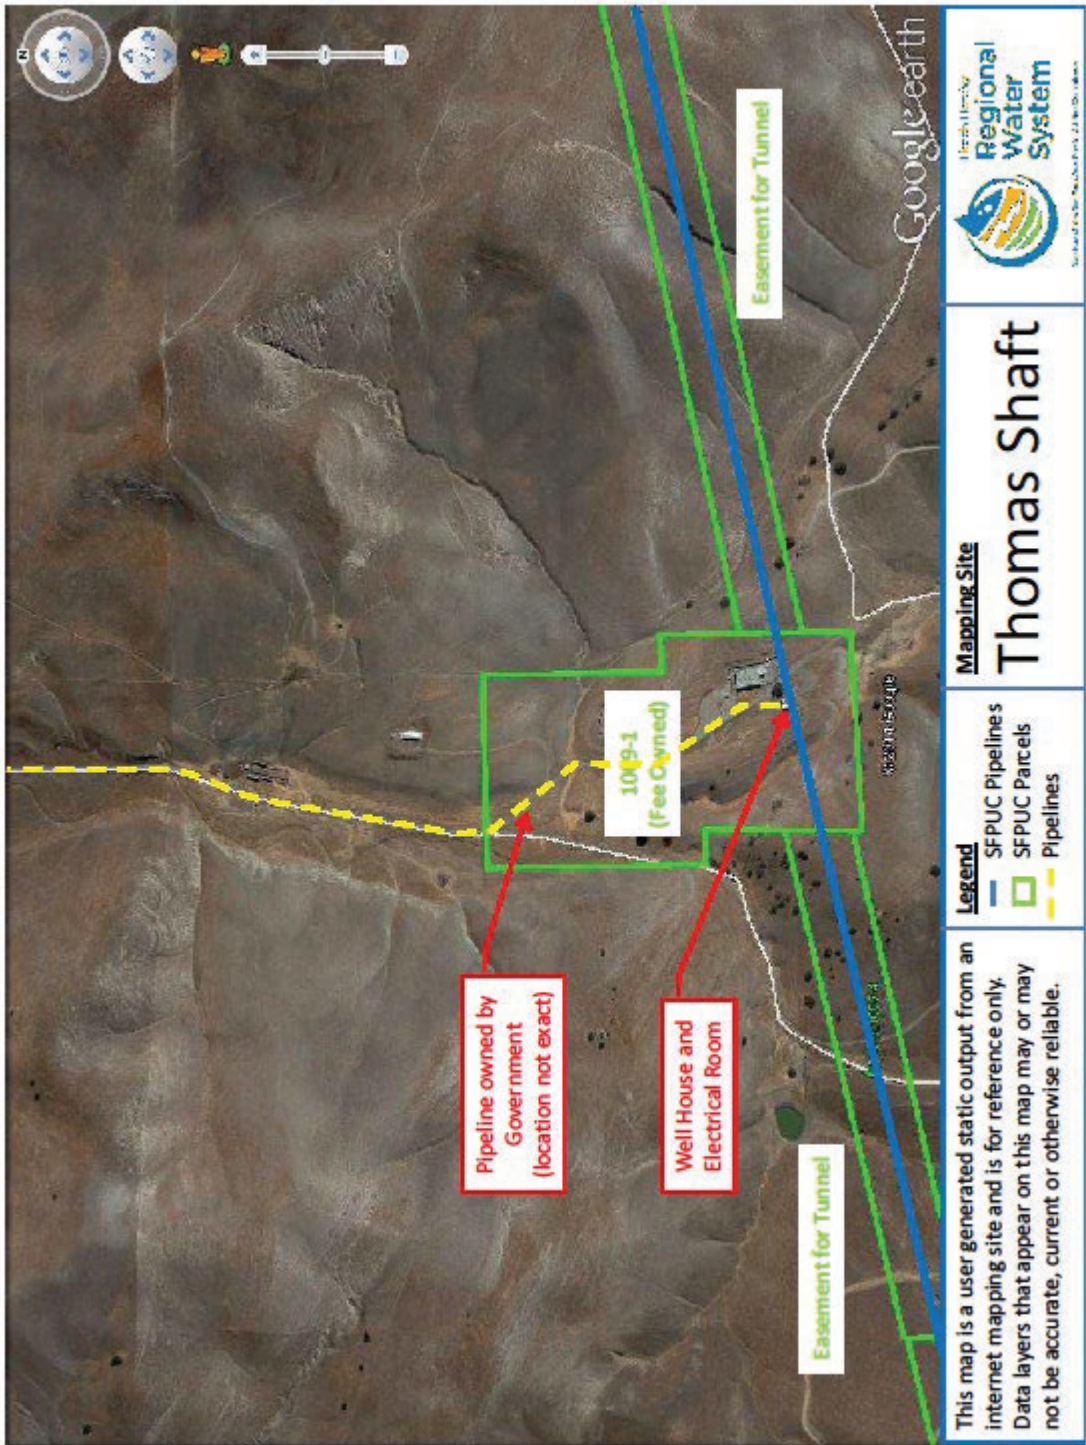 N
Easement for Tunnel
Pipeline owned by
Government
(location not exact)
1009-1
(Fee Owned)
Well House and
Electrical Room
Easement for Tunnel
Google earth
This map is a user generated static output from an
internet mapping site and is for reference only.
Data layers that appear on this map may or may
not be accurate, current or otherwise reliable.
Legend
SFPUC Pipelines
SFPUC Parcels
Pipelines
Mapping Site
Thomas Shaft
Regional
Water
System